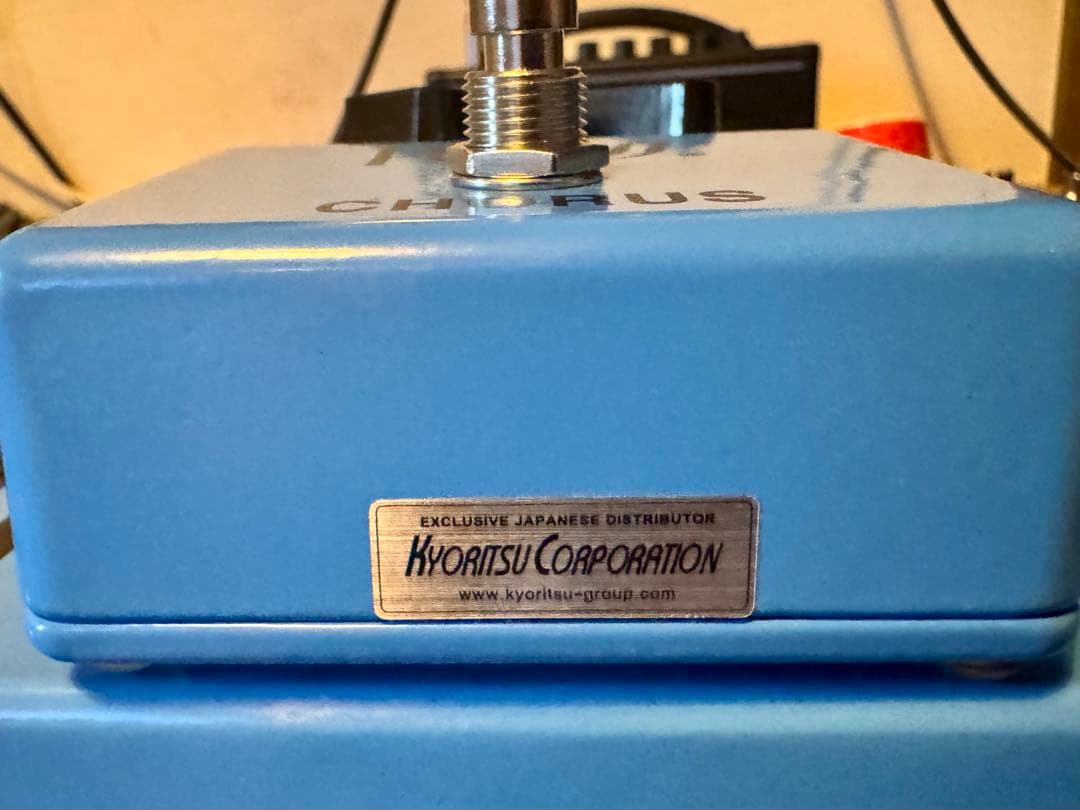 CHORUS
EXCLUSIVE JAPANESE DISTRIBUTOR
KYORITSU CORPORATION
www.kyoritsu-group.com